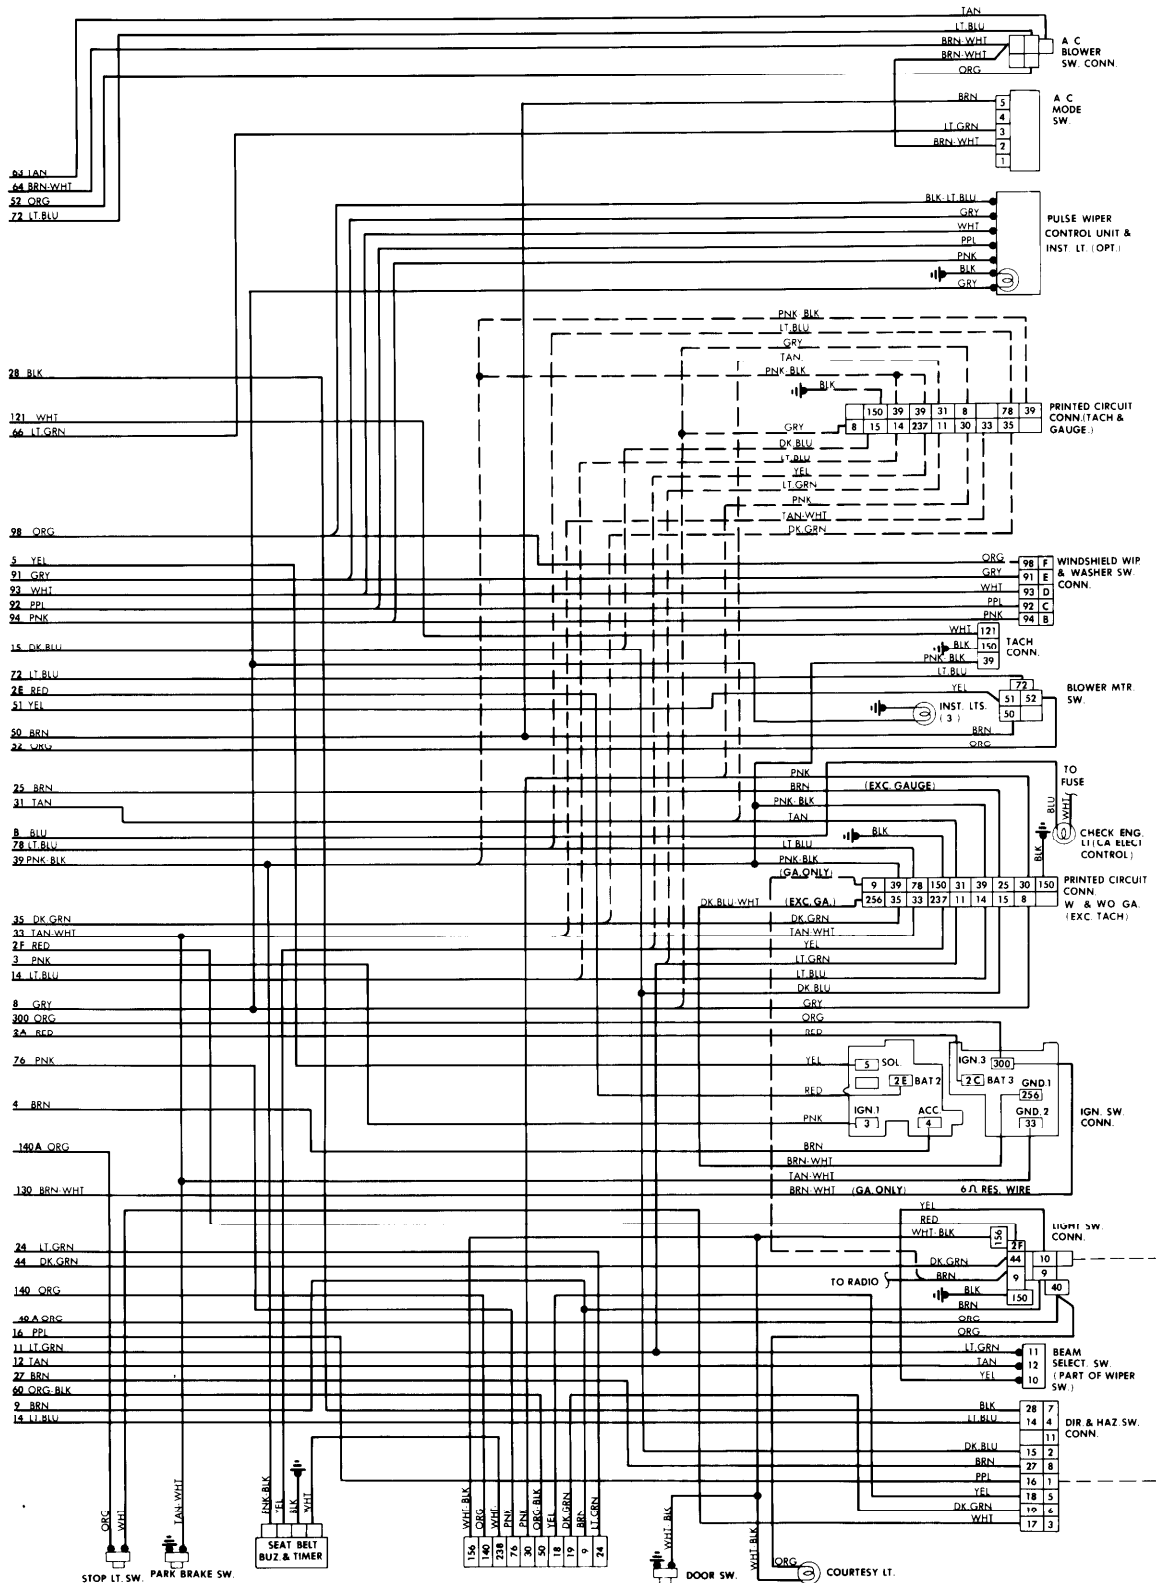 TAN
LT.BLU
BRN-WHT
BRN-WHT
ORG
A C
BLOWER
SW. CONN.
BRN
LT.GRN
BRN-WHT
5
4
3
2
1
A C
MODE
SW.
63 TAN
64 BRN-WHT
52 ORG
72 LT.BLU
BLK-LT.BLU
GRY
WHT
PPL
PNK
BLK
GRY
PULSE WIPER
CONTROL UNIT &
INST. LT. (OPT.)
PNK-BLK
LT.BLU
GRY
TAN
PNK-BLK
BLK
28 BLK
121 WHT
66 LT.GRN
150 39 39 31 8 78 39
8 15 14 237 11 30 33 35
PRINTED CIRCUIT
CONN.(TACH &
GAUGE.)
GRY
DK.BLU
LT.BLU
YEL
LT.GRN
PNK
TAN-WHT
DK.GRN
98 ORG
5 YEL
91 GRY
93 WHT
92 PPL
94 PNK
ORG
GRY
WHT
PPL
PNK
98 F
91 E
93 D
92 C
94 B
WINDSHIELD WIP.
& WASHER SW.
CONN.
15 DK.BLU
WHT
BLK
PNK-BLK
121
150
39
TACH
CONN.
72 LT.BLU
2E RED
51 YEL
50 BRN
52 ORG
LT.BLU
YEL
INST. LTS.
(3)
BRN
ORG
72
51 52
50
BLOWER MTR.
SW.
25 BRN
31 TAN
B BLU
78 LT.BLU
39 PNK-BLK
PNK
BRN (EXC. GAUGE)
PNK-BLK
TAN
BLK
LT.BLU
PNK-BLK
(GA. ONLY)
TO
FUSE
BLU
WHT
BLK
CHECK ENG.
LT (CA ELECT
CONTROL)
9 39 78 150 31 39 25 30 150
256 35 33 237 11 14 15 8
PRINTED CIRCUIT
CONN.
W & WO GA.
(EXC. TACH)
DK.BLU-WHT (EXC. GA.)
DK.GRN
TAN-WHT
YEL
LT.GRN
LT.BLU
DK.BLU
GRY
ORG
RED
35 DK.GRN
33 TAN-WHT
2F RED
3 PNK
14 LT.BLU
8 GRY
300 ORG
2A RED
76 PNK
4 BRN
140A ORG
130 BRN-WHT
YEL
RED
PNK
BRN
BRN-WHT
TAN-WHT
BRN-WHT (GA. ONLY) 6Ω RES. WIRE
5 SOL.
2E BAT 2
IGN.1
3
ACC.
4
IGN.3
300
2C BAT 3
GND.1
256
GND.2
33
IGN. SW.
CONN.
YEL
RED
WHT-BLK
DK.GRN
TO RADIO
BRN
BLK
BRN
ORG
ORG
156
2F
44 10
9 9
40
150
LIGHT SW.
CONN.
24 LT.GRN
44 DK.GRN
140 ORG
40 A ORG
16 PPL
11 LT.GRN
12 TAN
27 BRN
60 ORG-BLK
9 BRN
14 LT.BLU
LT.GRN
TAN
YEL
11
12
10
BEAM
SELECT. SW.
(PART OF WIPER
SW.)
BLK
LT.BLU
DK.BLU
BRN
PPL
YEL
DK.GRN
WHT
28 7
14 4
11
15 2
27 8
16 1
18 5
19 6
17 3
DIR.& HAZ.SW.
CONN.
ORG
WHT
TAN-WHT
PNK-BLK
YEL
BLK
WHT
WHT-BLK
ORG
WHT
PNK
PNK
ORG-BLK
YEL
DK.GRN
BRN
LT.GRN
156 140 238 76 30 50 18 19 9 24
WHT-BLK
WHT-BLK
ORG
STOP LT. SW.
PARK BRAKE SW.
SEAT BELT
BUZ.& TIMER
DOOR SW.
COURTESY LT.